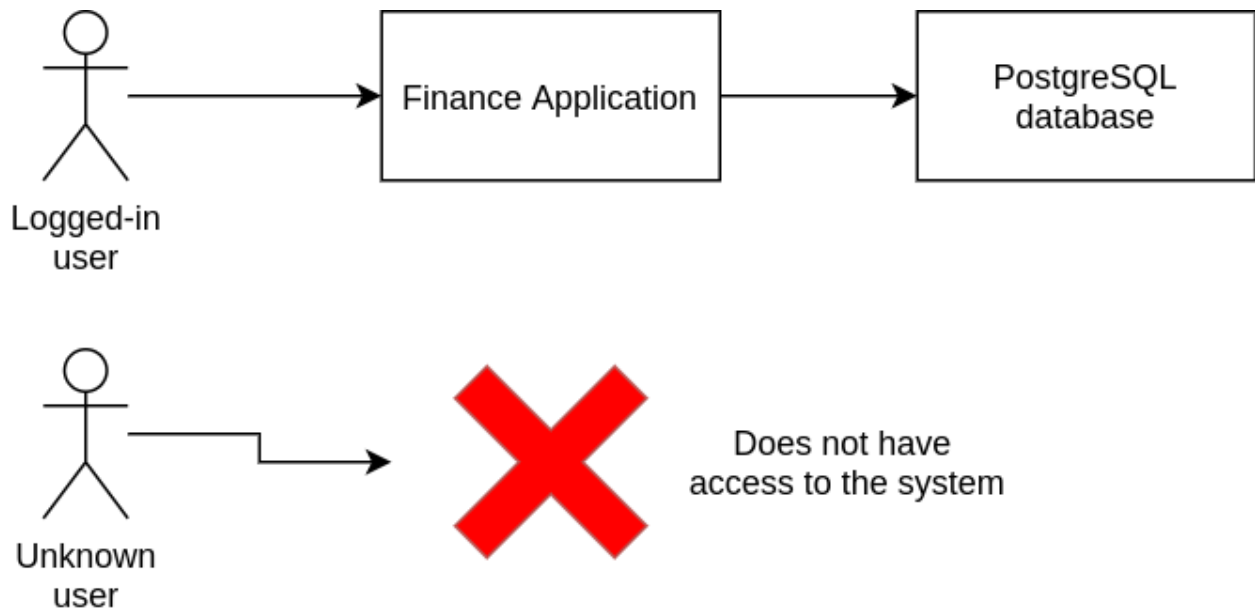 Finance Application
PostgreSQL
database
Logged-in
user
Does not have
access to the system
Unknown
user